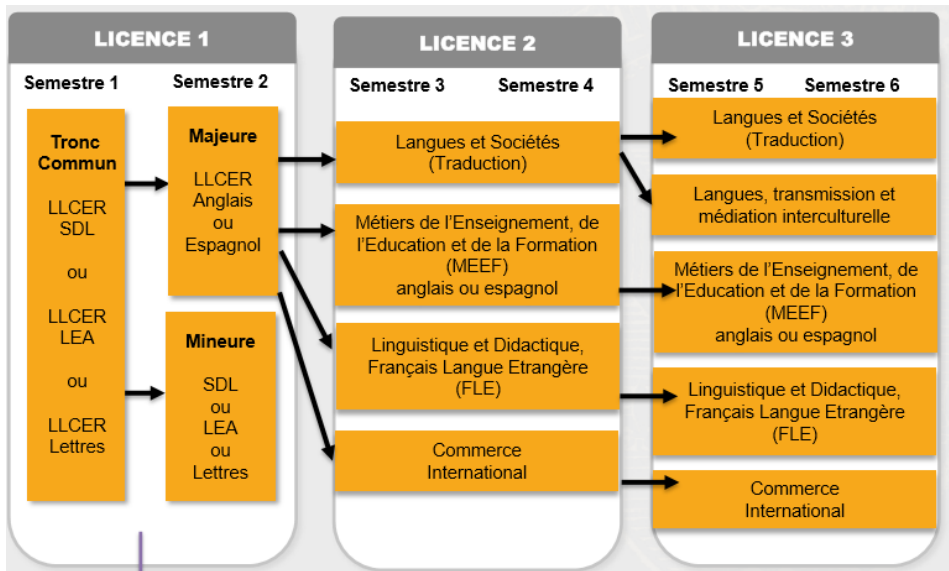 LICENCE 1
Semestre 1
Semestre 2
Tronc
Commun
LLCER
SDL
ou
LLCER
LEA
ou
LLCER
Lettres
Majeure
LLCER
Anglais
ou
Espagnol
Mineure
SDL
ou
LEA
ou
Lettres
LICENCE 2
Semestre 3
Semestre 4
Langues et Sociétés
(Traduction)
Métiers de l'Enseignement, de
l'Education et de la Formation
(MEEF)
anglais ou espagnol
Linguistique et Didactique,
Français Langue Etrangère
(FLE)
Commerce
International
LICENCE 3
Semestre 5
Semestre 6
Langues et Sociétés
(Traduction)
Langues, transmission et
médiation interculturelle
Métiers de l'Enseignement, de
l'Education et de la Formation
(MEEF)
anglais ou espagnol
Linguistique et Didactique,
Français Langue Etrangère
(FLE)
Commerce
International